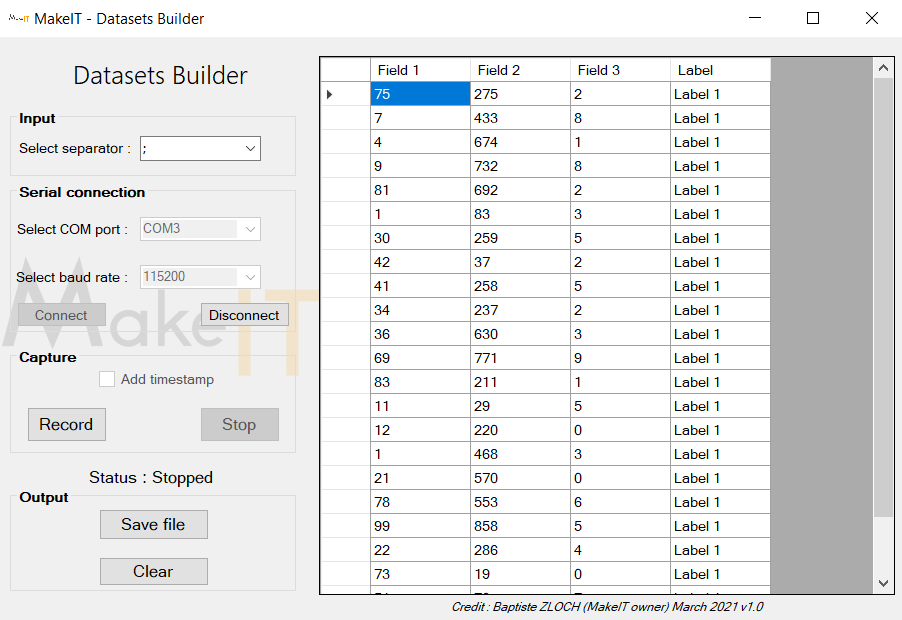 MakeIT - Datasets Builder
Datasets Builder
Input
Select separator : ;
Serial connection
Select COM port : COM3
Select baud rate : 115200
Connect Disconnect
MakeIT
Capture
Add timestamp
Record Stop
Status : Stopped
Output
Save file
Clear
Field 1 Field 2 Field 3 Label
75 275 2 Label 1
7 433 8 Label 1
4 674 1 Label 1
9 732 8 Label 1
81 692 2 Label 1
1 83 3 Label 1
30 259 5 Label 1
42 37 2 Label 1
41 258 5 Label 1
34 237 2 Label 1
36 630 3 Label 1
69 771 9 Label 1
83 211 1 Label 1
11 29 5 Label 1
12 220 0 Label 1
1 468 3 Label 1
21 570 0 Label 1
78 553 6 Label 1
99 858 5 Label 1
22 286 4 Label 1
73 19 0 Label 1
Credit : Baptiste ZLOCH (MakeIT owner) March 2021 v1.0